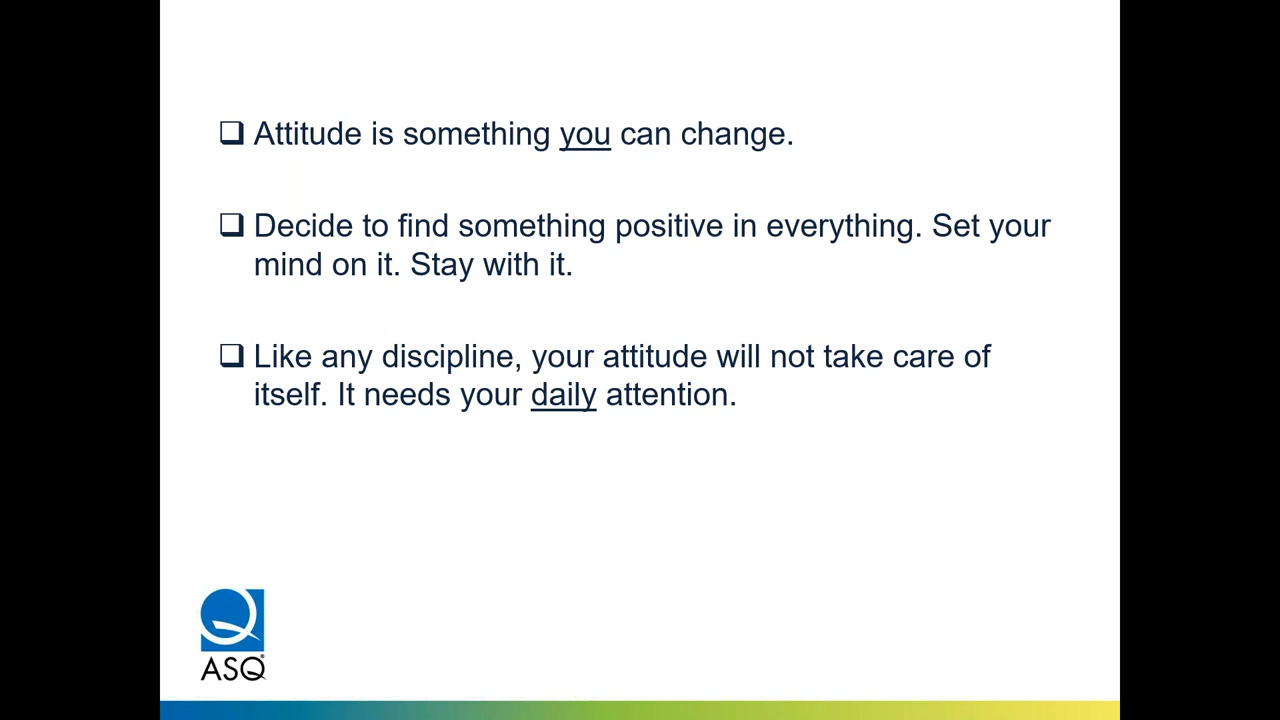 ❑ Attitude is something you can change.
❑ Decide to find something positive in everything. Set your
mind on it. Stay with it.
❑ Like any discipline, your attitude will not take care of
itself. It needs your daily attention.
ASQ®